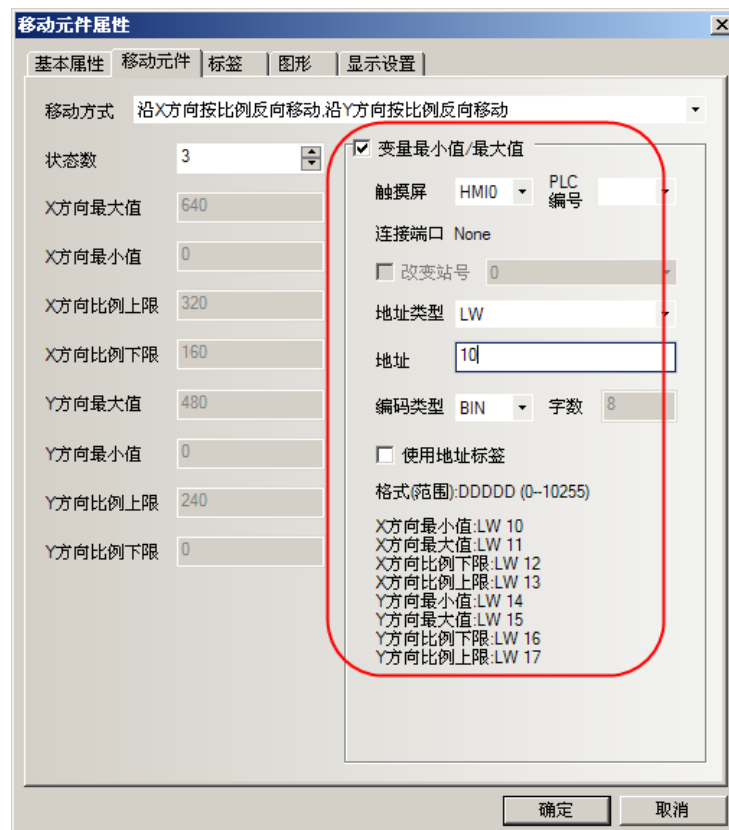 移动元件属性
基本属性 移动元件 标签 图形 显示设置
移动方式 沿X方向按比例反向移动.沿Y方向按比例反向移动
状态数 3
X方向最大值 640
X方向最小值 0
X方向比例上限 320
X方向比例下限 160
Y方向最大值 480
Y方向最小值 0
Y方向比例上限 240
Y方向比例下限 0
变量最小值/最大值
触摸屏 HMI0 PLC编号
连接端口 None
改变站号 0
地址类型 LW
地址 10
编码类型 BIN 字数 8
使用地址标签
格式(范围):DDDDD (0--10255)
X方向最小值:LW 10
X方向最大值:LW 11
X方向比例下限:LW 12
X方向比例上限:LW 13
Y方向最小值:LW 14
Y方向最大值:LW 15
Y方向比例下限:LW 16
Y方向比例上限:LW 17
确定 取消